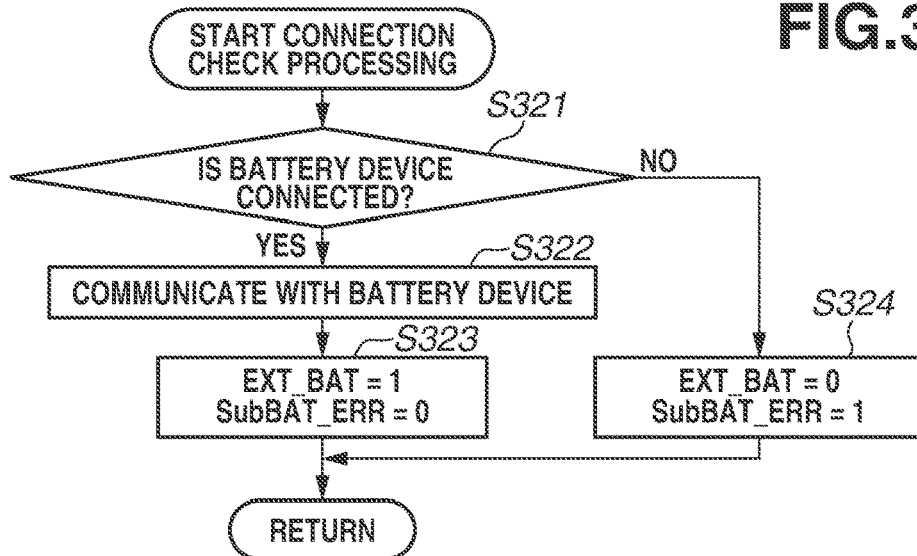 FIG.3
START CONNECTION
CHECK PROCESSING
S321
IS BATTERY DEVICE
CONNECTED?
NO
YES
S322
COMMUNICATE WITH BATTERY DEVICE
S323
EXT_BAT = 1
SubBAT_ERR = 0
S324
EXT_BAT = 0
SubBAT_ERR = 1
RETURN